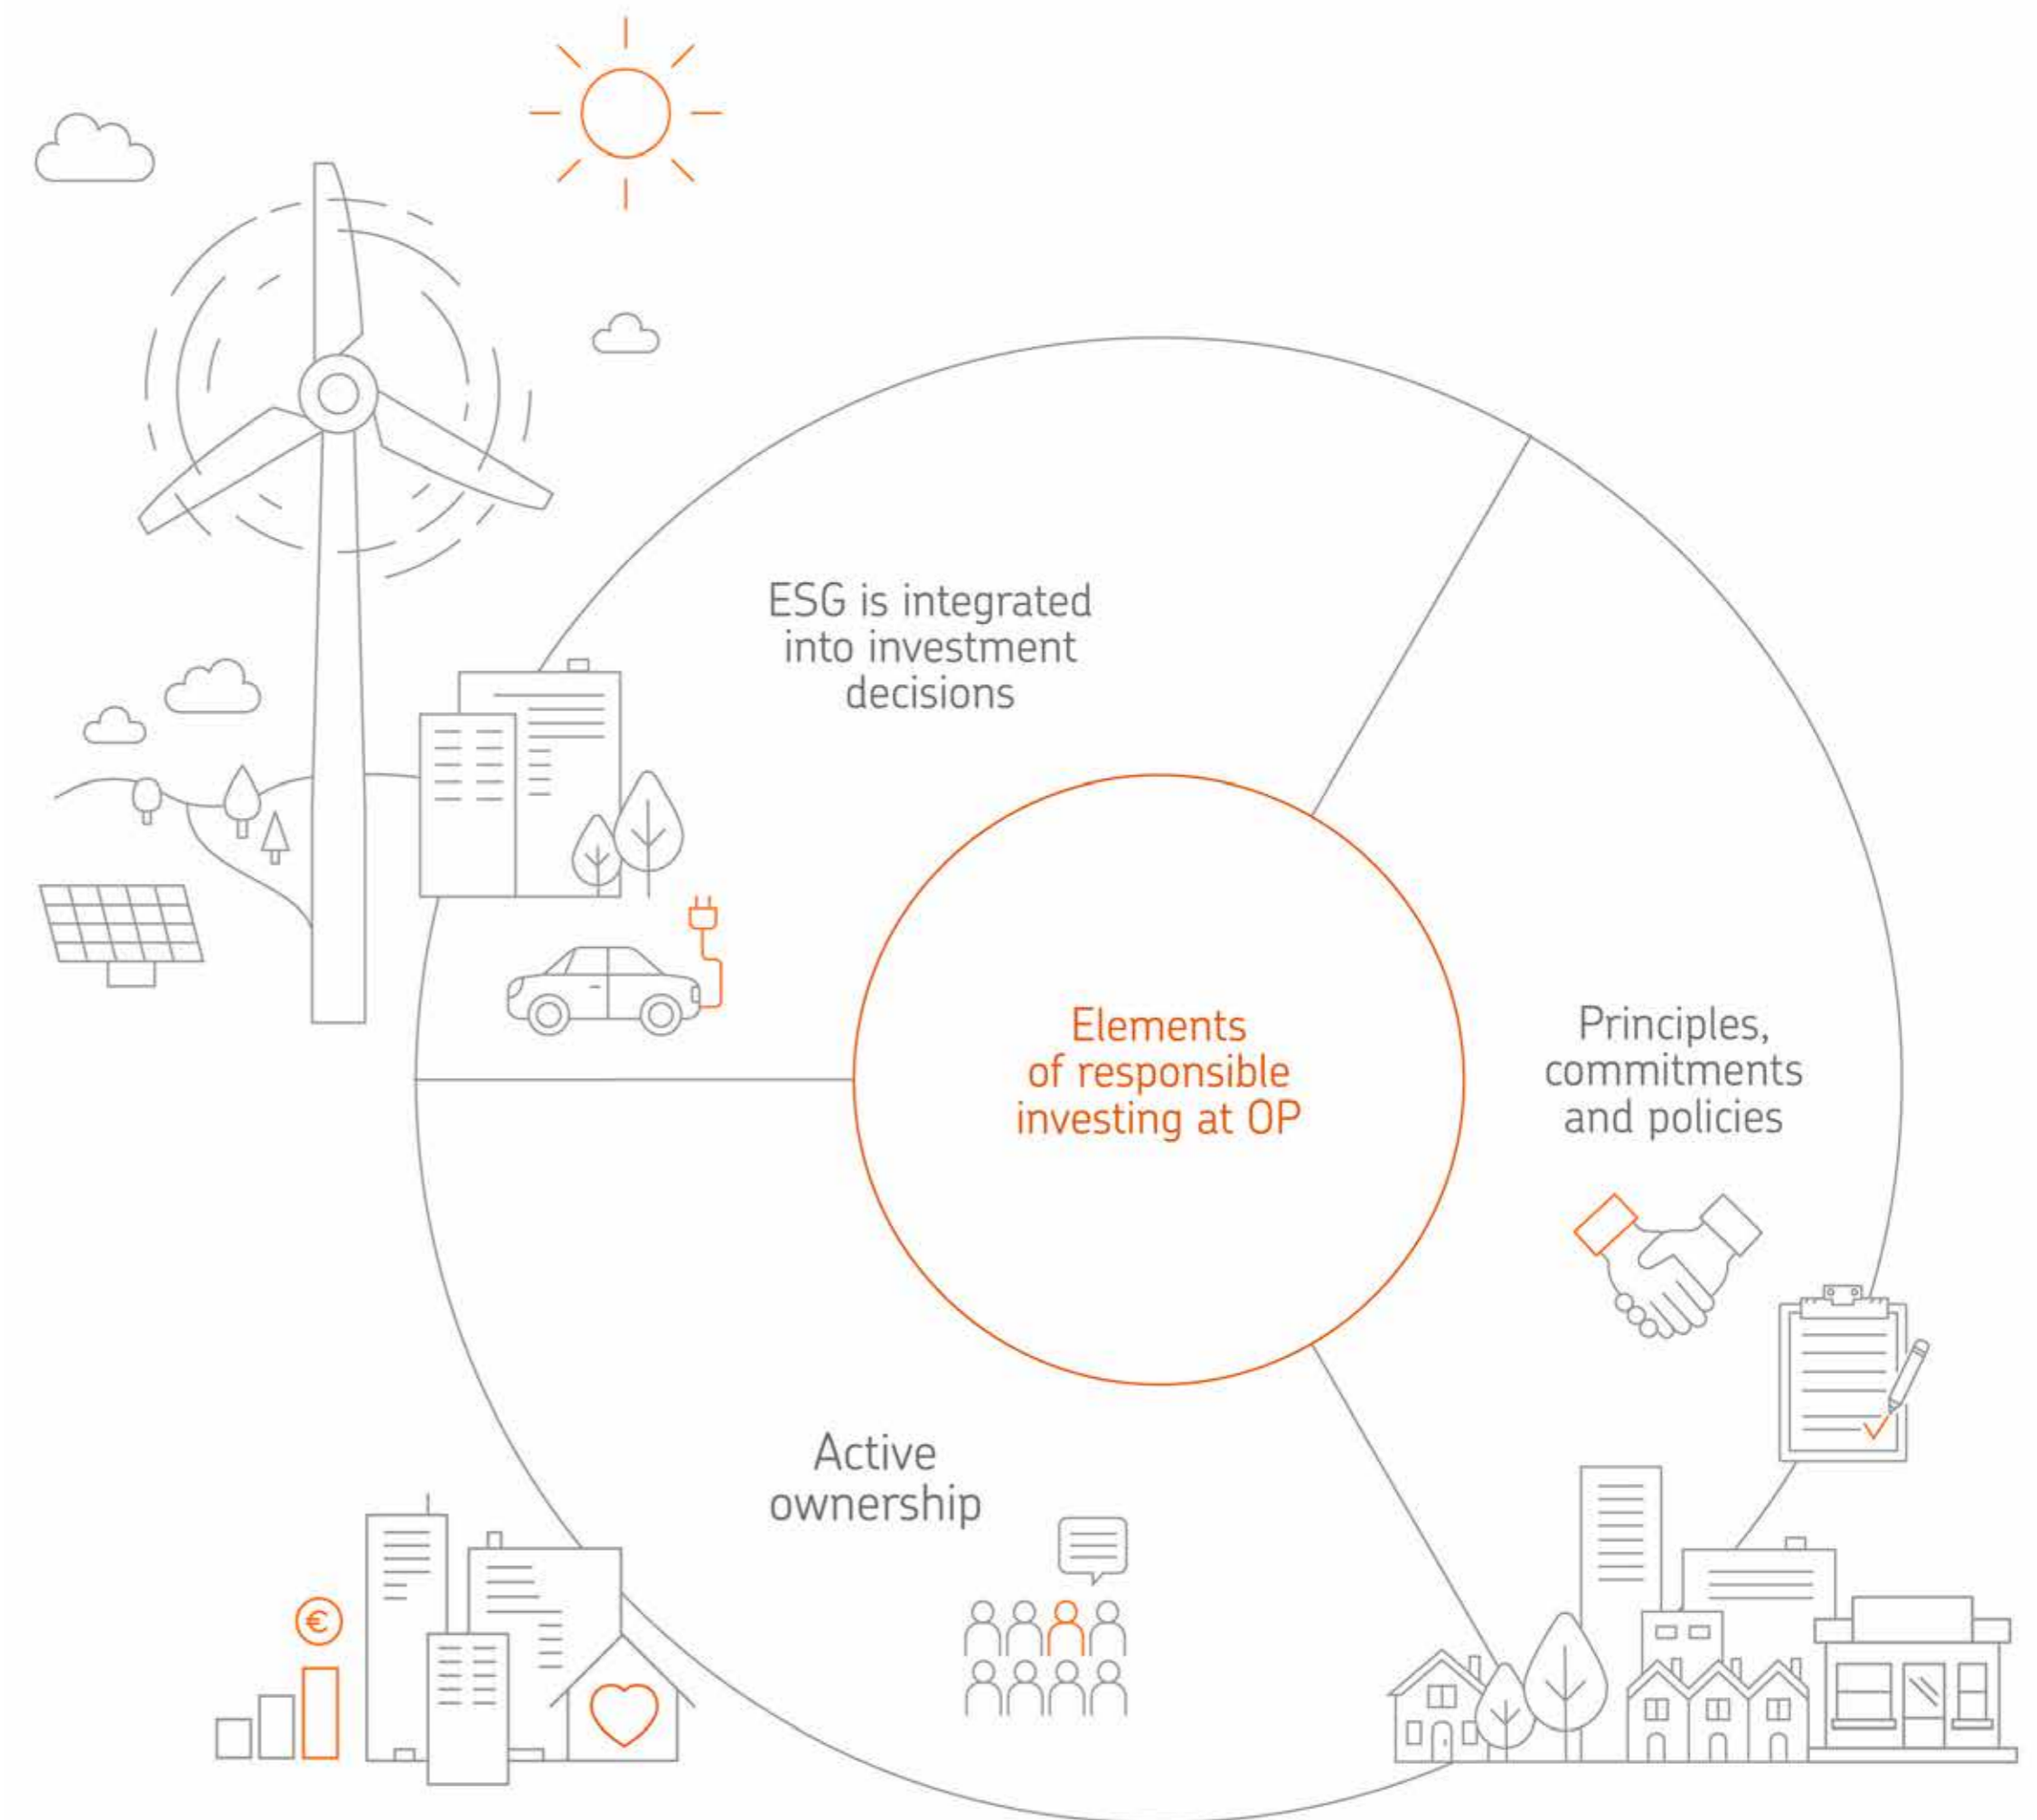 ESG is integrated
into investment
decisions
Elements
of responsible
investing at OP
Principles,
commitments
and policies
Active
ownership
€